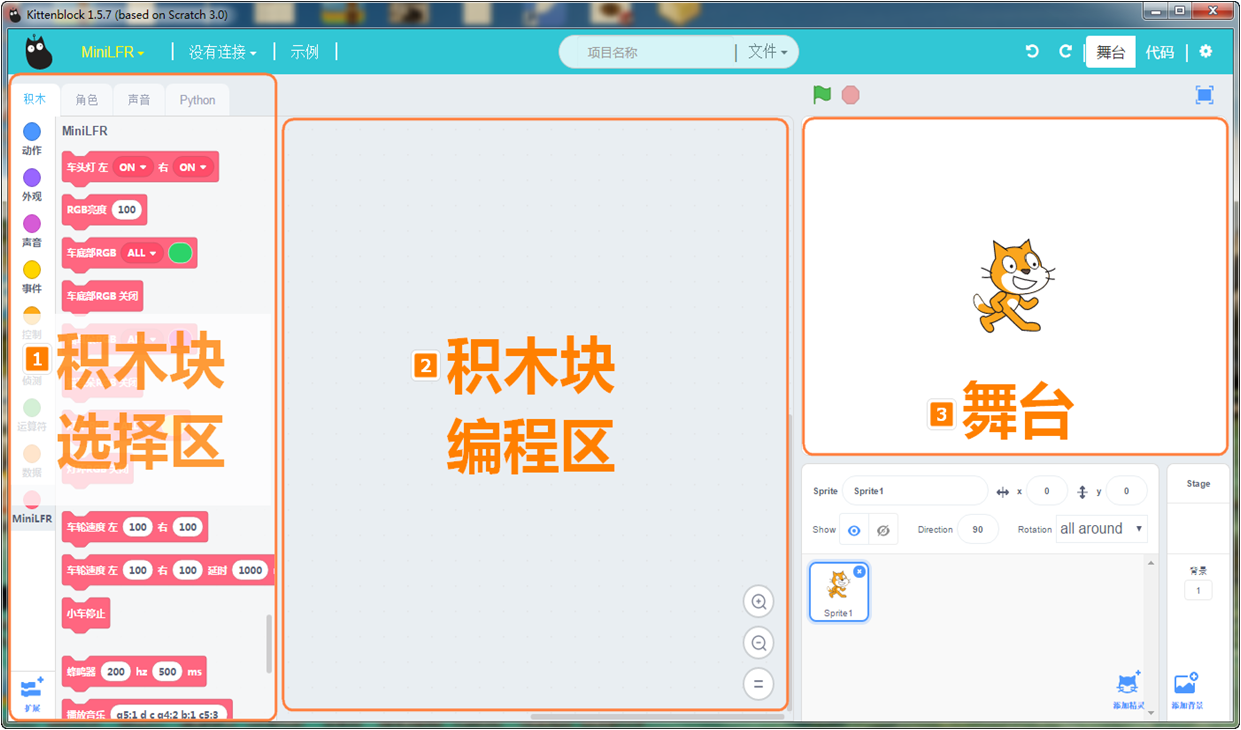 Kittenblock 1.5.7 (based on Scratch 3.0)
MiniLFR 没有连接 示例 项目名称 文件 舞台 代码
积木 角色 声音 Python
MiniLFR
动作
外观
声音
事件
控制
侦测
运算符
数据
MiniLFR
扩展
车头灯 左 ON 右 ON
RGB亮度 100
车底部RGB ALL
车底部RGB 关闭
1 积木块
选择区
车轮速度 左 100 右 100
车轮速度 左 100 右 100 延时 1000
小车停止
蜂鸣器 200 hz 500 ms
播放音乐 g5:1 d c g4:2 b:1 c5:3
2 积木块
编程区
3 舞台
Sprite Sprite1 x 0 y 0
Show Direction 90 Rotation all around
Sprite1
添加精灵
Stage
背景
1
添加背景